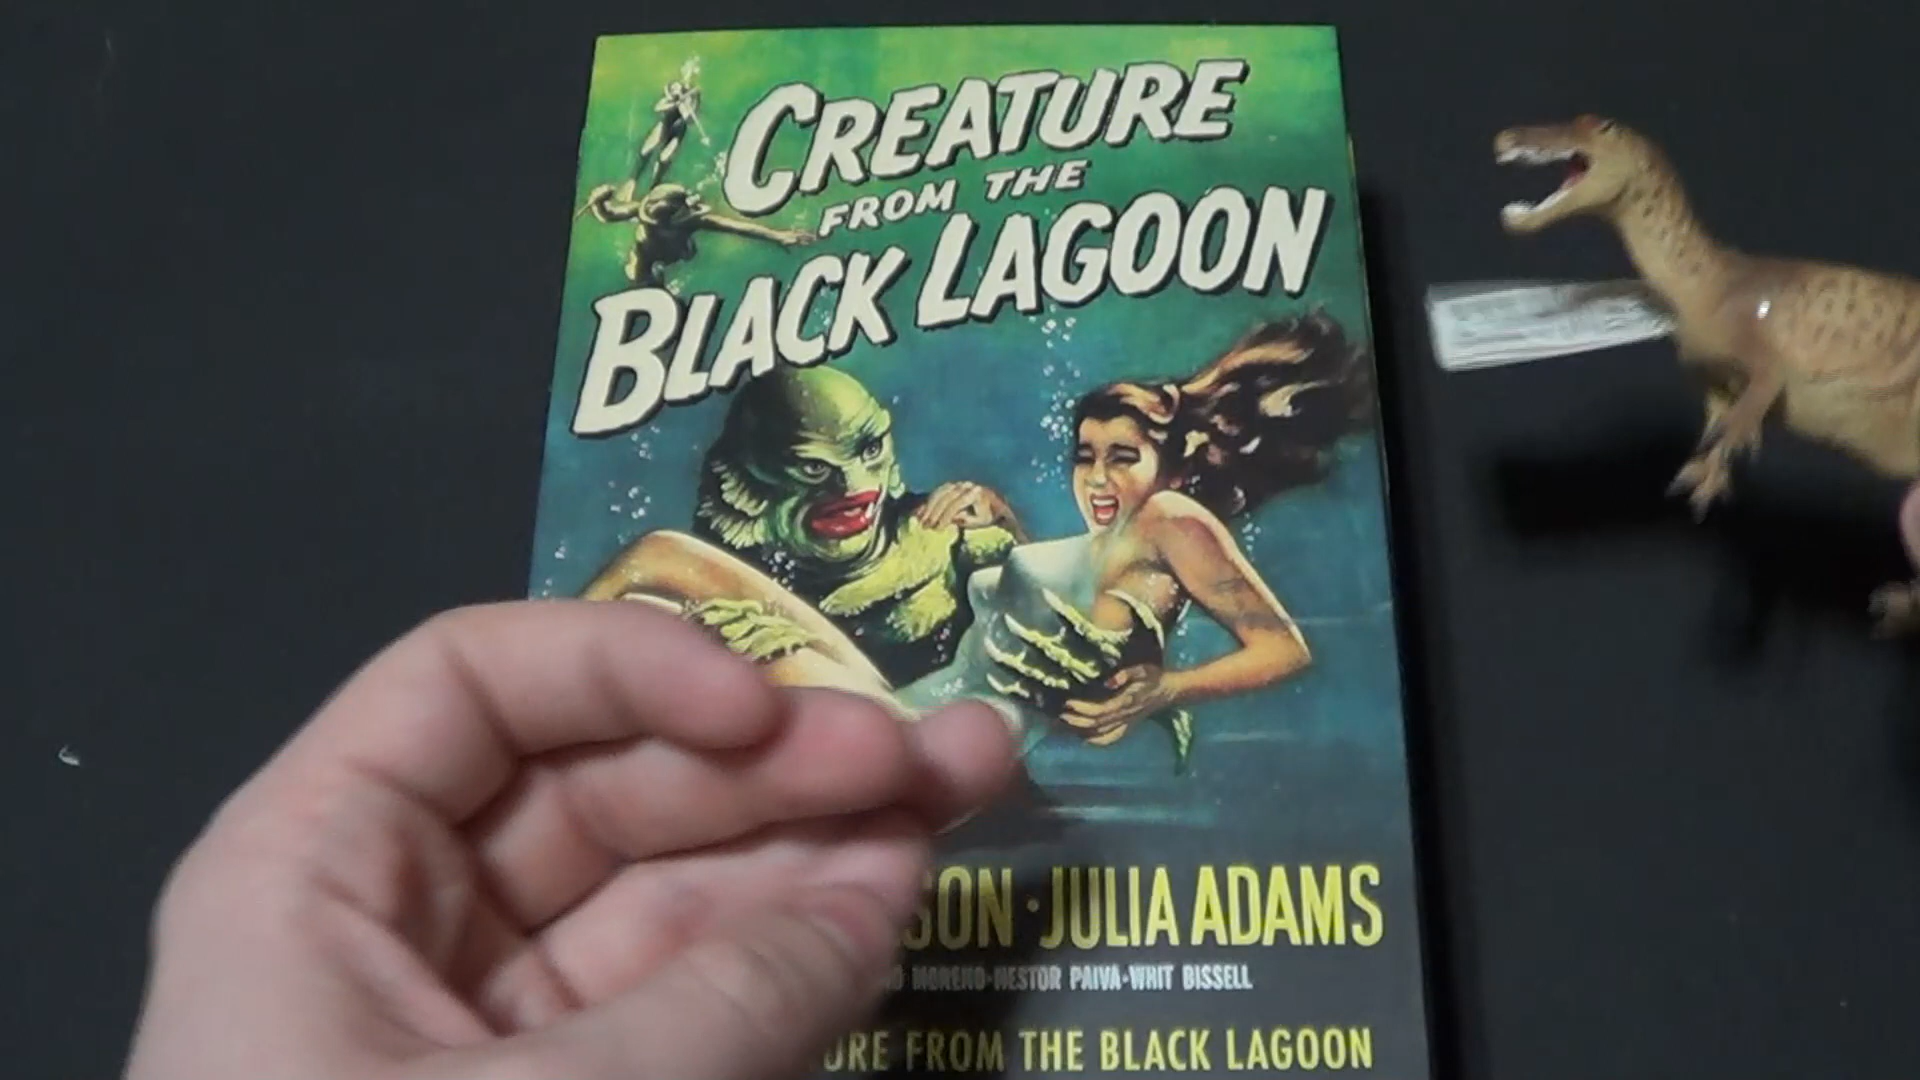 CREATURE
FROM THE
BLACK LAGOON
SON · JULIA ADAMS
MORENO · NESTOR PAIVA · WHIT BISSELL
URE FROM THE BLACK LAGOON